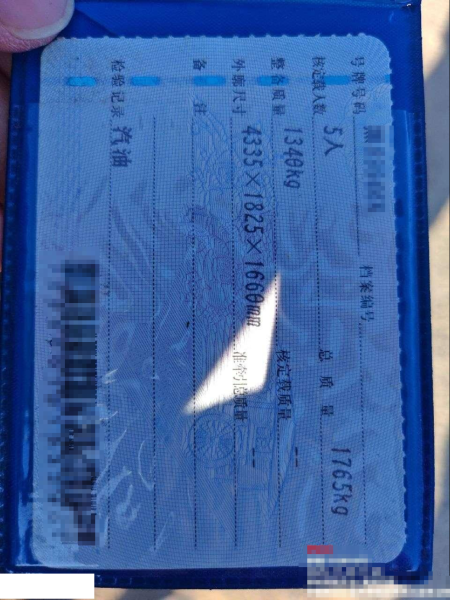 号牌号码 档案编号
核定载人数 5人 总质量 1765kg
整备质量 1340kg 核定载质量 --
外廓尺寸 4335×1825×1660mm 准牵引总质量 --
备注
检验记录 汽油